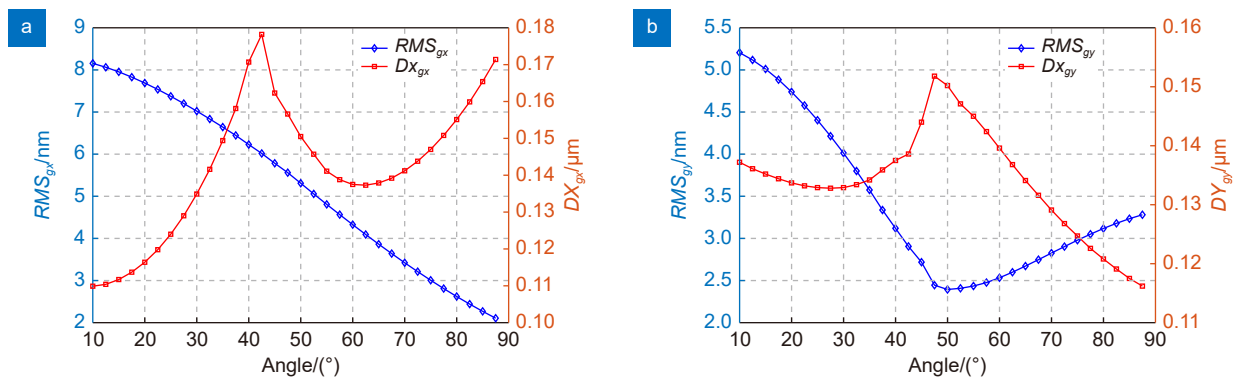 a
9
8
7
6
5
4
3
2
RMSgx/nm
0.18
0.17
0.16
0.15
0.14
0.13
0.12
0.11
0.10
DXgx/μm
RMSgx
Dxgx
10 20 30 40 50 60 70 80 90
Angle/(°)
b
5.5
5.0
4.5
4.0
3.5
3.0
2.5
2.0
RMSgy/nm
0.16
0.15
0.14
0.13
0.12
0.11
DYgy/μm
RMSgy
Dxgy
10 20 30 40 50 60 70 80 90
Angle/(°)